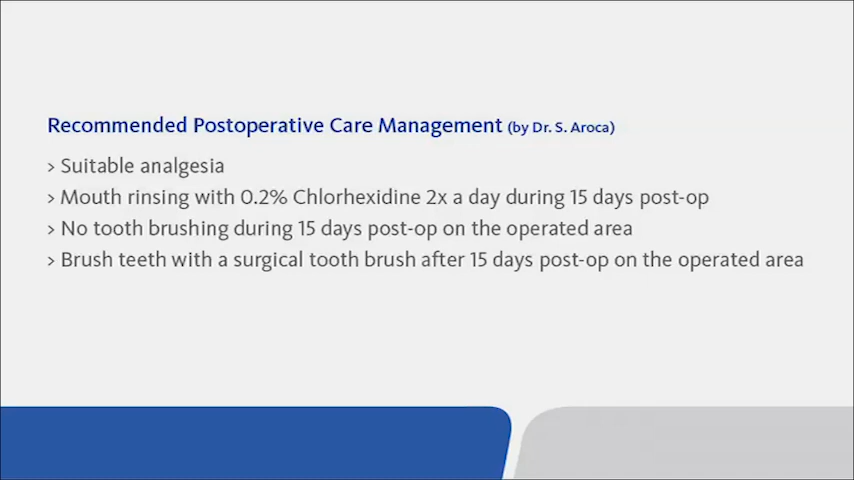 Recommended Postoperative Care Management (by Dr. S. Aroca)
> Suitable analgesia
> Mouth rinsing with 0.2% Chlorhexidine 2x a day during 15 days post-op
> No tooth brushing during 15 days post-op on the operated area
> Brush teeth with a surgical tooth brush after 15 days post-op on the operated area